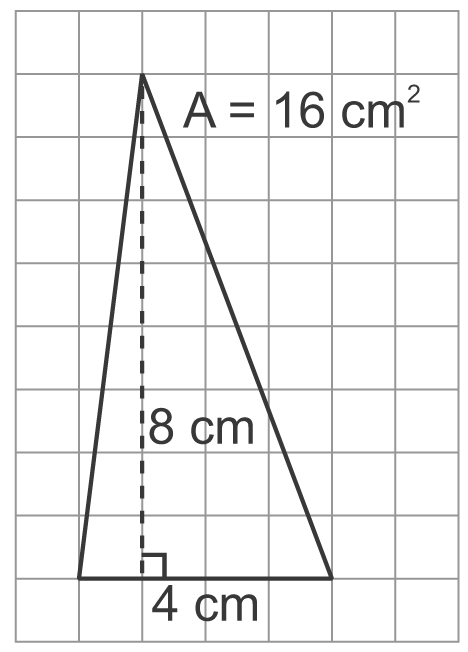 A = 16 cm²
8 cm
4 cm